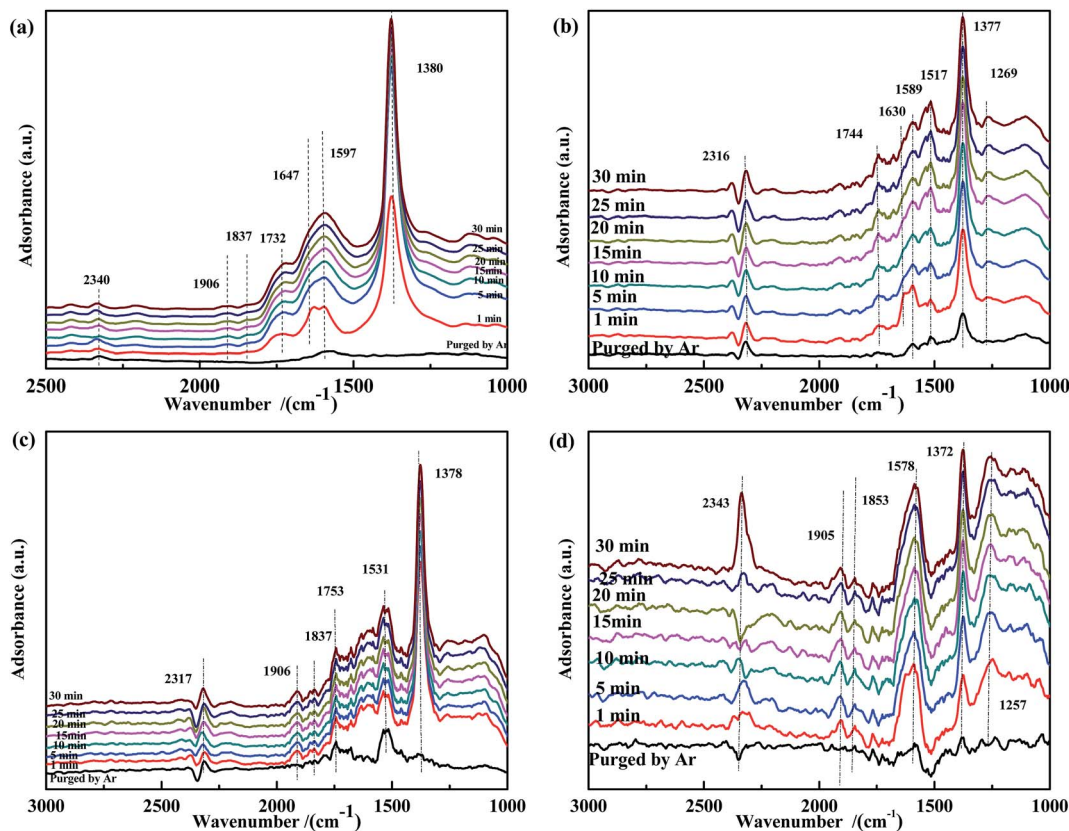 (a)
1380
1597
1647
1837 1732
1906
2340
30 min
25 min
20 min
15min
10 min
5 min
1 min
Purged by Ar
Adsorbance (a.u.)
2500 2000 1500 1000
Wavenumber /(cm-1)
(b)
1377
1517
1269
1589
1630
1744
2316
30 min
25 min
20 min
15min
10 min
5 min
1 min
Purged by Ar
Adsorbance (a.u.)
3000 2500 2000 1500 1000
Wavenumber (cm-1)
(c)
1378
1531
1753
1837
1906
2317
30 min
25 min
20 min
15min
10 min
5 min
1 min
Purged by Ar
Adsorbance (a.u.)
3000 2500 2000 1500 1000
Wavenumber /(cm-1)
(d)
1372
1578
1853
2343
1905
30 min
25 min
20 min
15min
10 min
5 min
1 min
1257
Purged by Ar
Adsorbance (a.u.)
3000 2500 2000 1500 1000
Wavenumber /(cm-1)